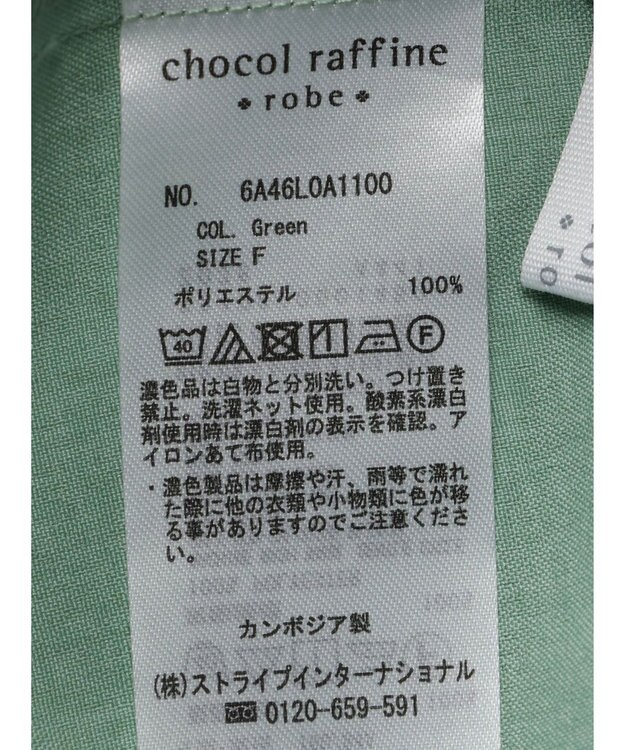 chocol raffine
robe
NO. 6A46L0A1100
COL. Green
SIZE F
ポリエステル 100%
40 F
濃色品は白物と分別洗い。つけ置き
禁止。洗濯ネット使用。酸素系漂白
剤使用時は漂白剤の表示を確認。ア
イロンあて布使用。
・濃色製品は摩擦や汗、雨等で濡れ
た際に他の衣類や小物類に色が移
る事がありますのでご注意くださ
い。
カンボジア製
(株)ストライプインターナショナル
0120-659-591